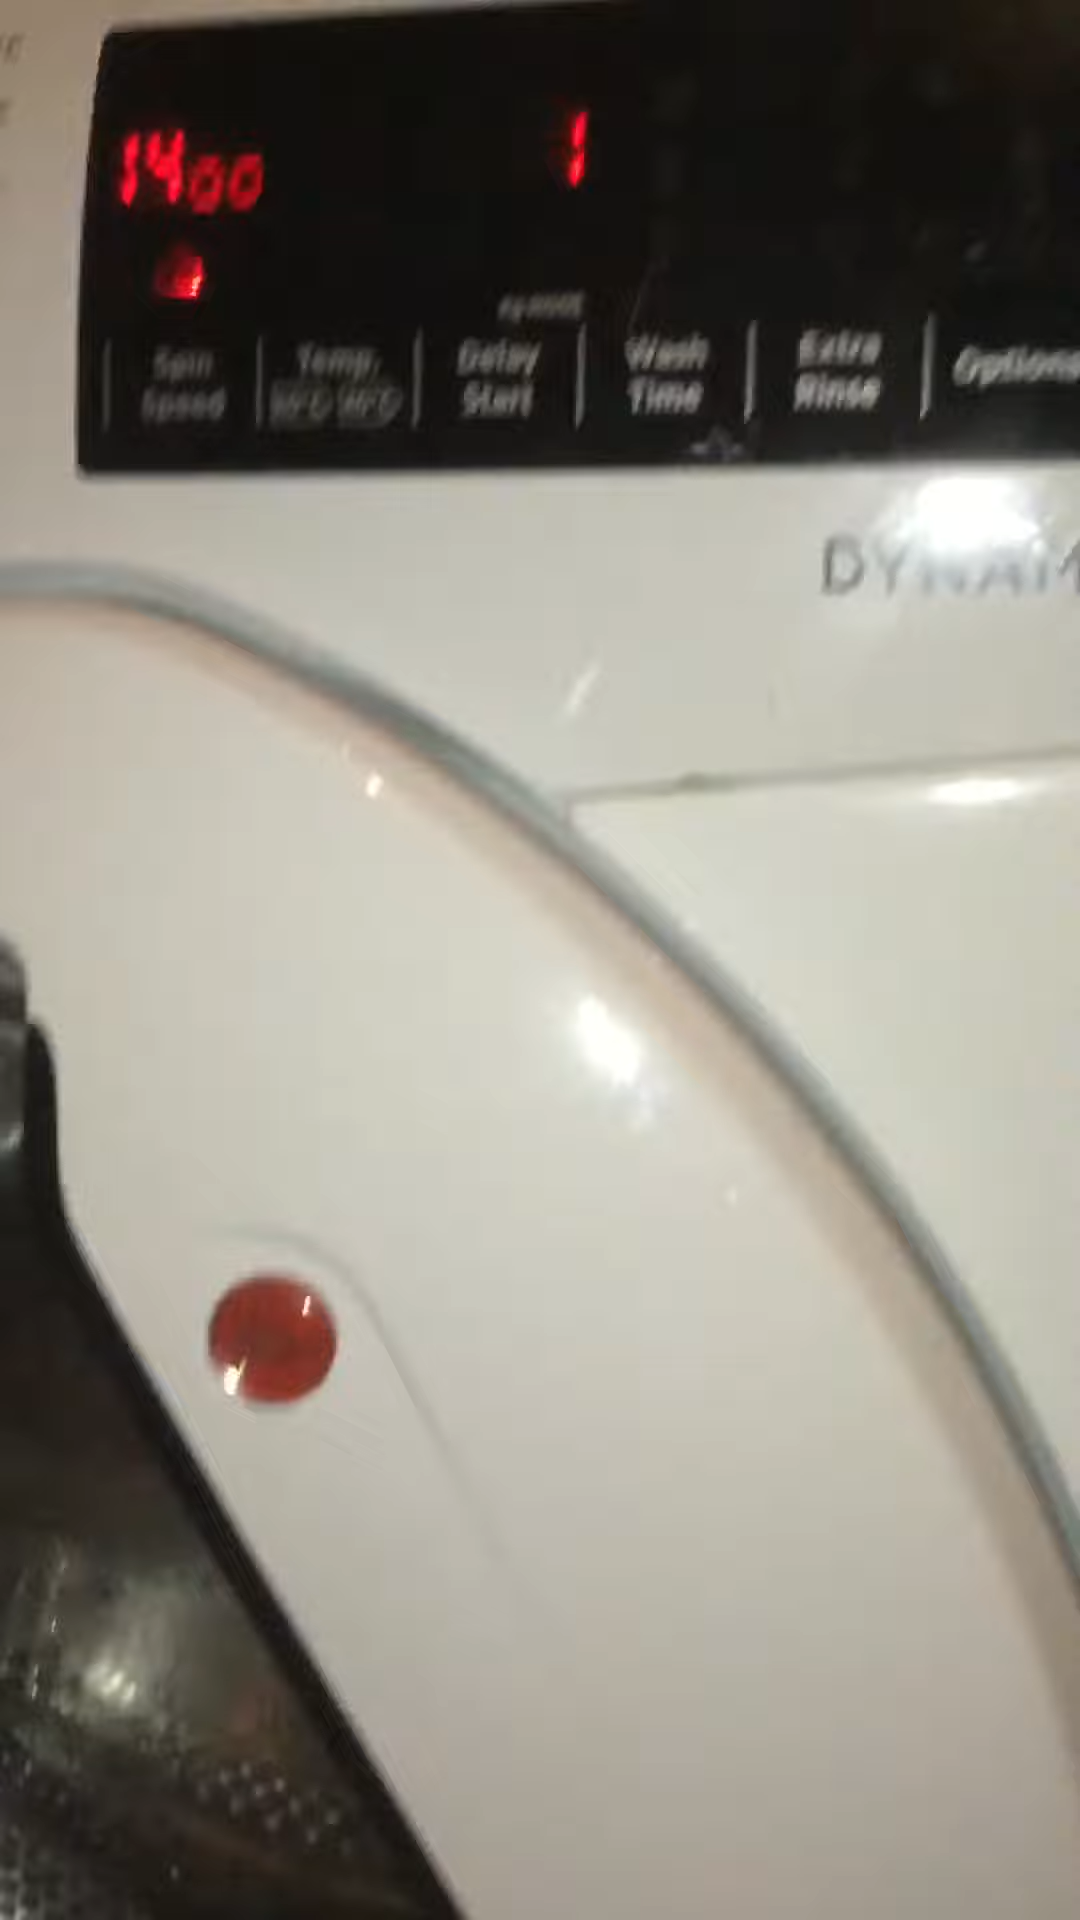 1400 1
Spin Speed
Temp.
Delay Start
Wash Time
Extra Rinse
Options
DYNAM